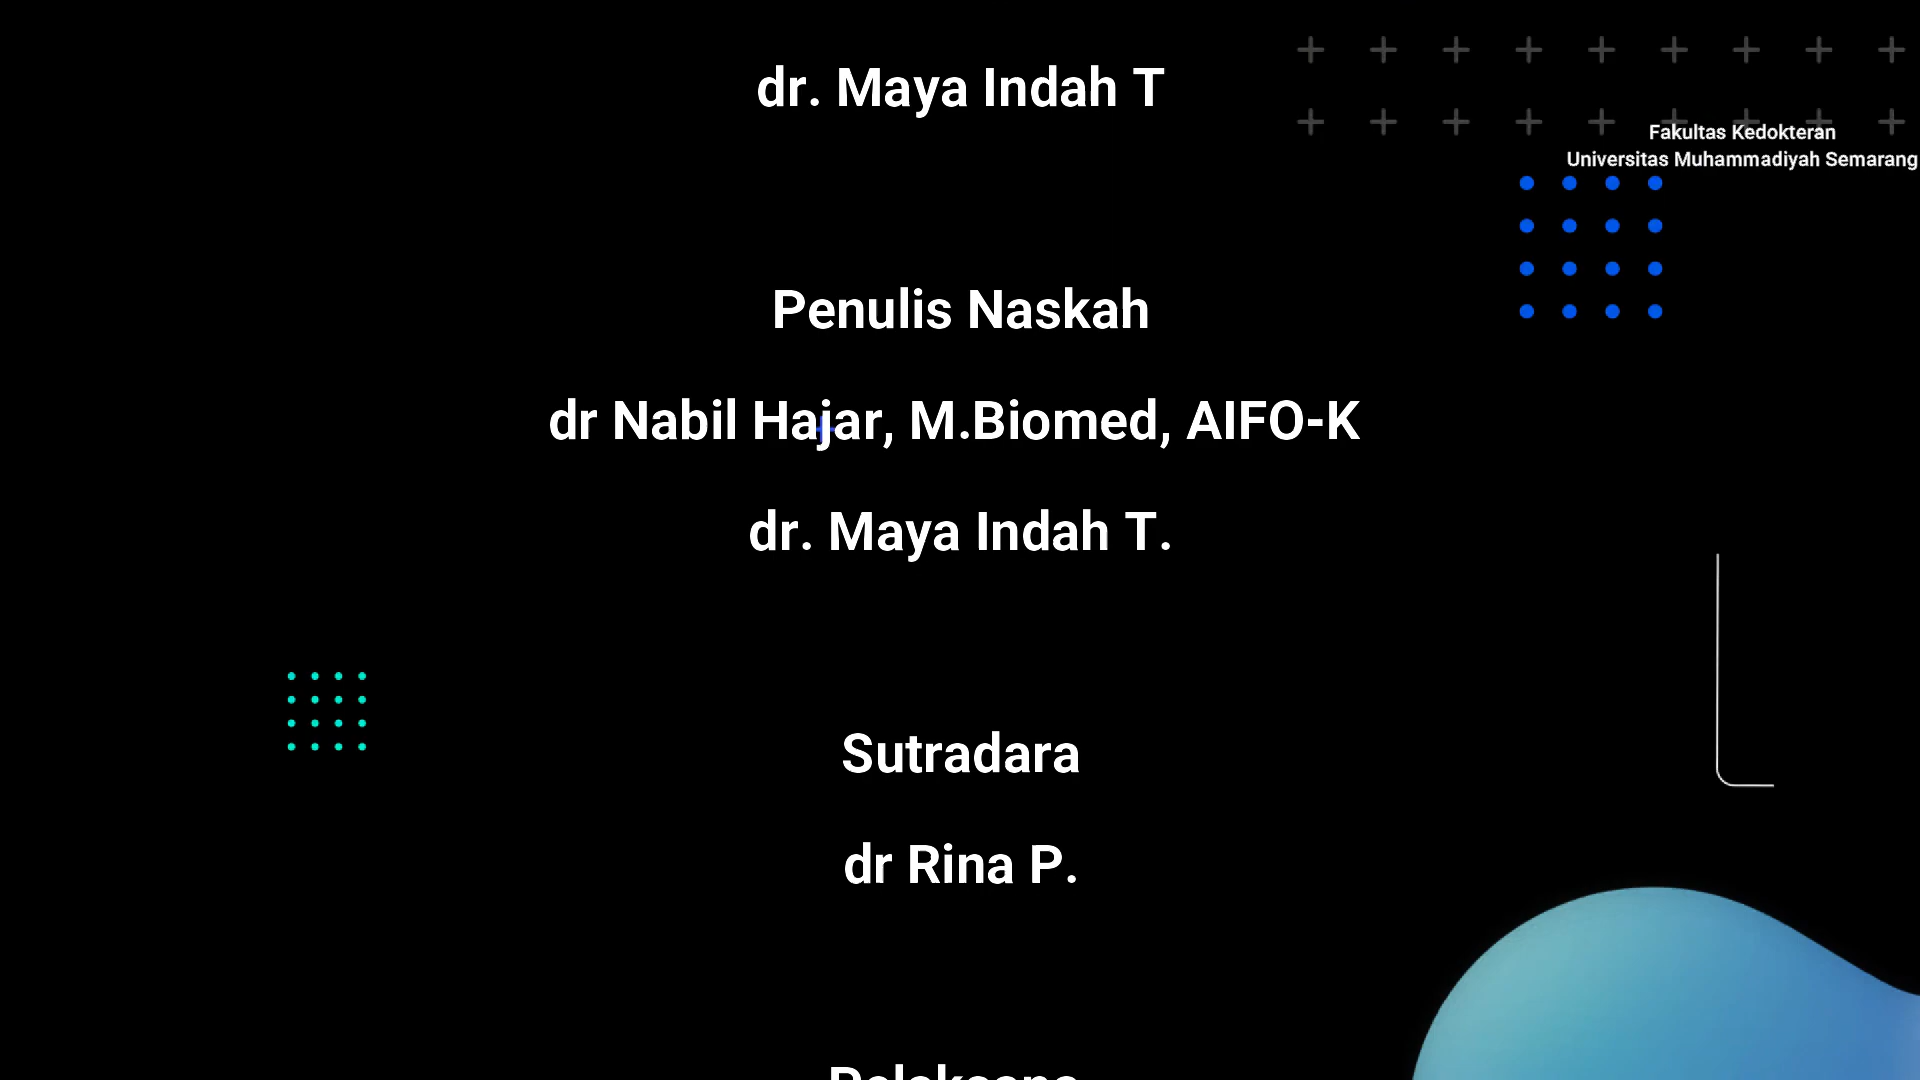 dr. Maya Indah T
Fakultas Kedokteran
Universitas Muhammadiyah Semarang
Penulis Naskah
dr Nabil Hajar, M.Biomed, AIFO-K
dr. Maya Indah T.
Sutradara
dr Rina P.